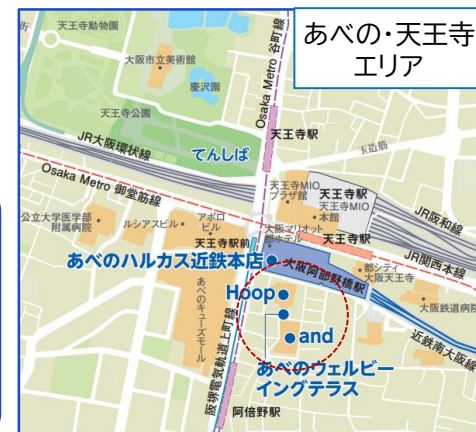 あべの・天王寺
エリア
天王寺動物園
大阪市立美術館
慶沢園
Osaka Metro 谷町線
天王寺公園
天王寺駅
玉造筋
てんしば
JR大阪環状線
Osaka Metro 御堂筋線
天王寺MIO
プラザ館
天王寺駅
天王寺MIO
本館
JR阪和線
公立大学医学部
附属病院
ルシアスビル
アポロ
ビル
大阪マリオット
都ホテル
天王寺駅
天王寺駅前
JR関西本線
あべのハルカス近鉄本店
大阪阿部野橋駅
都シティ
大阪天王寺
あべのキューズモール
Hoop
大阪鉄道病院
and
近鉄南大阪線
あべのウェルビー
イングテラス
阪堺電気軌道上町線
阿倍野駅